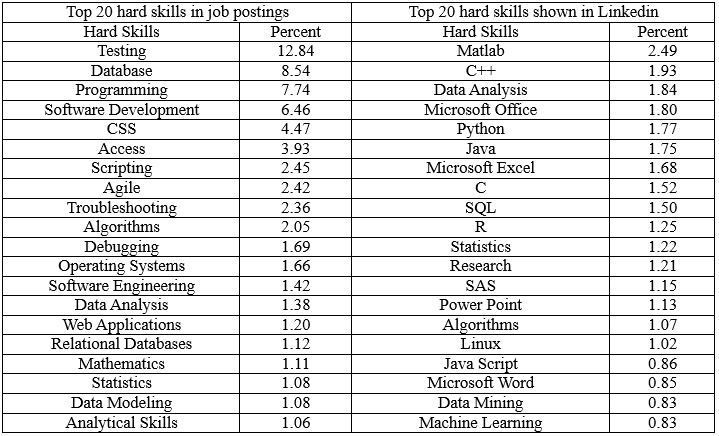 Top 20 hard skills in job postings Top 20 hard skills shown in Linkedin
Hard Skills Percent Hard Skills Percent
Testing 12.84 Matlab 2.49
Database 8.54 C++ 1.93
Programming 7.74 Data Analysis 1.84
Software Development 6.46 Microsoft Office 1.80
CSS 4.47 Python 1.77
Access 3.93 Java 1.75
Scripting 2.45 Microsoft Excel 1.68
Agile 2.42 C 1.52
Troubleshooting 2.36 SQL 1.50
Algorithms 2.05 R 1.25
Debugging 1.69 Statistics 1.22
Operating Systems 1.66 Research 1.21
Software Engineering 1.42 SAS 1.15
Data Analysis 1.38 Power Point 1.13
Web Applications 1.20 Algorithms 1.07
Relational Databases 1.12 Linux 1.02
Mathematics 1.11 Java Script 0.86
Statistics 1.08 Microsoft Word 0.85
Data Modeling 1.08 Data Mining 0.83
Analytical Skills 1.06 Machine Learning 0.83